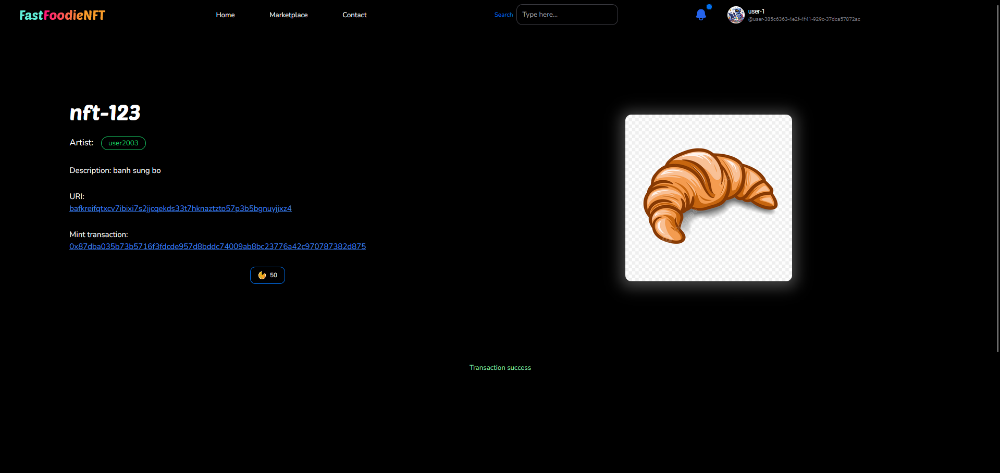 FastFoodieNFT
Home
Marketplace
Contact
Search
Type here...
user-1
@user-385c6363-4e2f-4f41-929c-37dca57872ac
nft-123
Artist:
user2003
Description: banh sung bo
URI:
bafkreifqtxcv7ibixi7s2jjcqekds33t7hknaztzto57p3b5bgnuyjjxz4
Mint transaction:
0x87dba035b73b5716f3fdcde957d8bddc74009ab8bc23776a42c970787382d875
50
Transaction success